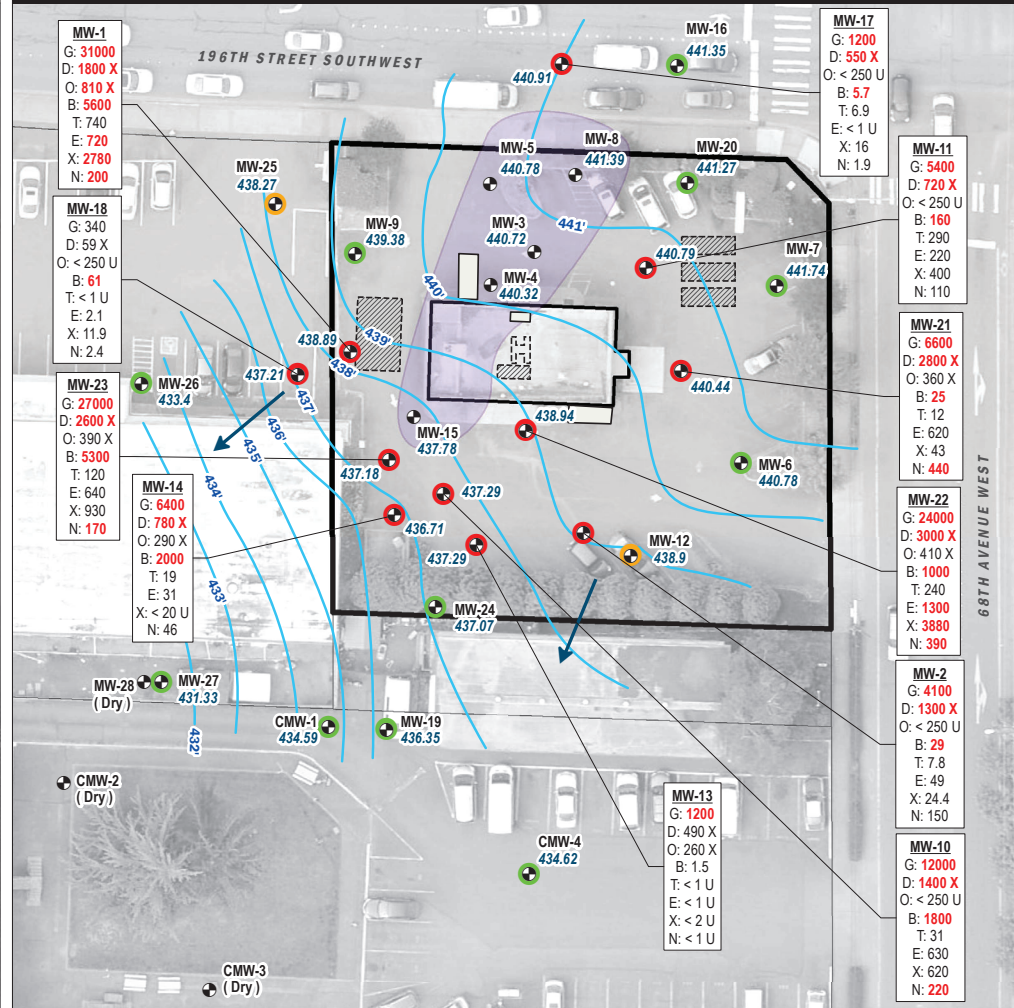 196TH STREET SOUTHWEST
68TH AVENUE WEST
MW-1
G: 31000
D: 1800 X
O: 810 X
B: 5600
T: 740
E: 720
X: 2780
N: 200
MW-18
G: 340
D: 59 X
O: < 250 U
B: 61
T: < 1 U
E: 2.1
X: 11.9
N: 2.4
MW-23
G: 27000
D: 2600 X
O: 390 X
B: 5300
T: 120
E: 640
X: 930
N: 170
MW-14
G: 6400
D: 780 X
O: 290 X
B: 2000
T: 19
E: 31
X: < 20 U
N: 46
MW-17
G: 1200
D: 550 X
O: < 250 U
B: 5.7
T: 6.9
E: < 1 U
X: 16
N: 1.9
MW-11
G: 5400
D: 720 X
O: < 250 U
B: 160
T: 290
E: 220
X: 400
N: 110
MW-21
G: 6600
D: 2800 X
O: 360 X
B: 25
T: 12
E: 620
X: 43
N: 440
MW-22
G: 24000
D: 3000 X
O: 410 X
B: 1000
T: 240
E: 1300
X: 3880
N: 390
MW-2
G: 4100
D: 1300 X
O: < 250 U
B: 29
T: 7.8
E: 49
X: 24.4
N: 150
MW-10
G: 12000
D: 1400 X
O: < 250 U
B: 1800
T: 31
E: 630
X: 620
N: 220
MW-13
G: 1200
D: 490 X
O: 260 X
B: 1.5
T: < 1 U
E: < 1 U
X: < 2 U
N: < 1 U
MW-16
441.35
440.91
MW-5
440.78
MW-8
441.39
MW-20
441.27
MW-25
438.27
MW-9
439.38
MW-3
440.72
441'
440.79
MW-7
441.74
MW-4
440.32
440'
438.89
439'
438'
437.21
437'
440.44
MW-26
433.4
438.94
MW-15
437.78
436'
435'
434'
433'
432'
437.18
437.29
MW-6
440.78
436.71
437.29
MW-12
438.9
MW-24
437.07
MW-28
( Dry )
MW-27
431.33
CMW-1
434.59
MW-19
436.35
CMW-2
( Dry )
CMW-4
434.62
CMW-3
( Dry )